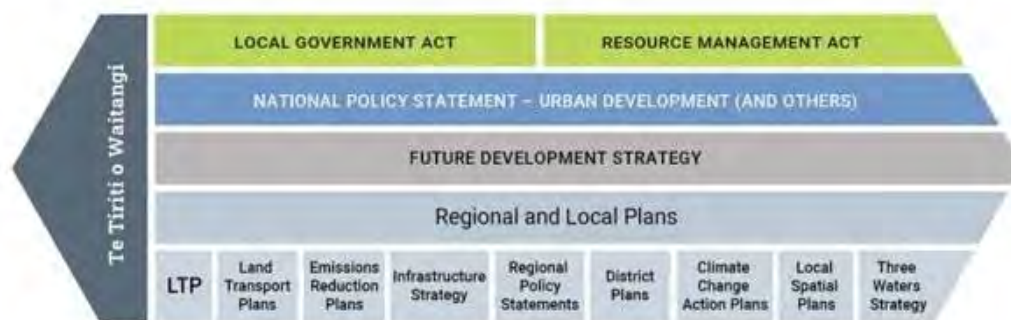 Te Tiriti o Waitangi
LOCAL GOVERNMENT ACT
RESOURCE MANAGEMENT ACT
NATIONAL POLICY STATEMENT – URBAN DEVELOPMENT (AND OTHERS)
FUTURE DEVELOPMENT STRATEGY
Regional and Local Plans
LTP
Land
Transport
Plans
Emissions
Reduction
Plans
Infrastructure
Strategy
Regional
Policy
Statements
District
Plans
Climate
Change
Action Plans
Local
Spatial
Plans
Three
Waters
Strategy